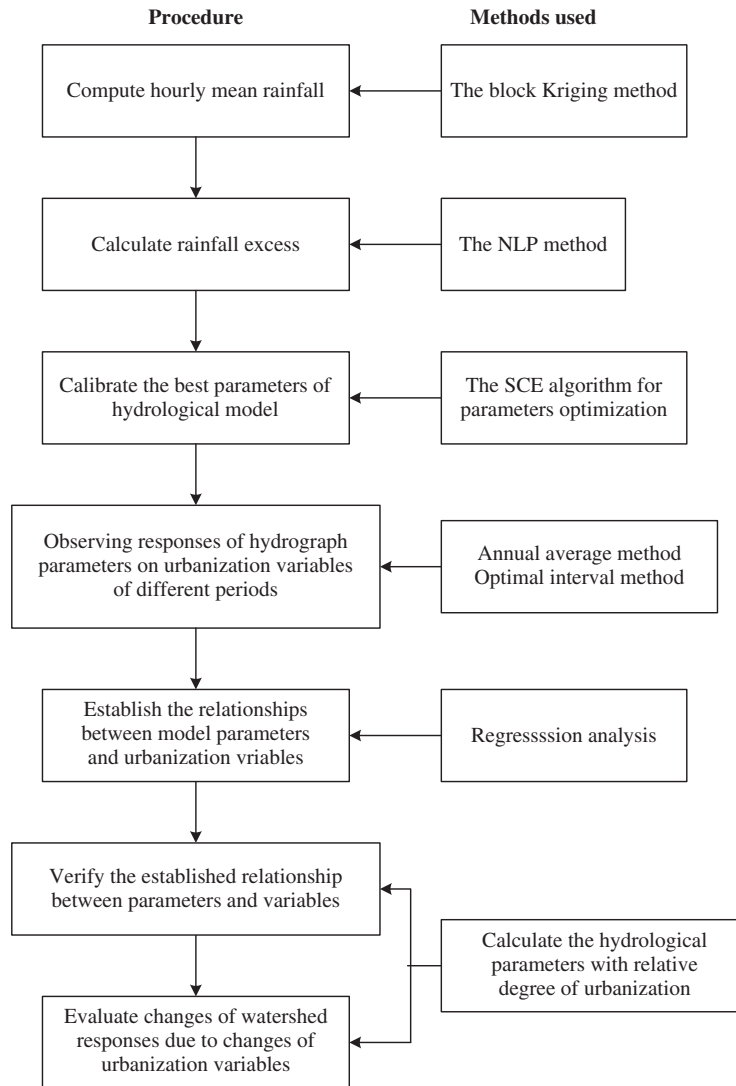 Procedure
Methods used
Compute hourly mean rainfall
The block Kriging method
Calculate rainfall excess
The NLP method
Calibrate the best parameters of
hydrological model
The SCE algorithm for
parameters optimization
Observing responses of hydrograph
parameters on urbanization variables
of different periods
Annual average method
Optimal interval method
Establish the relationships
between model parameters
and urbanization vriables
Regresssssion analysis
Verify the established relationship
between parameters and variables
Calculate the hydrological
parameters with relative
degree of urbanization
Evaluate changes of watershed
responses due to changes of
urbanization variables